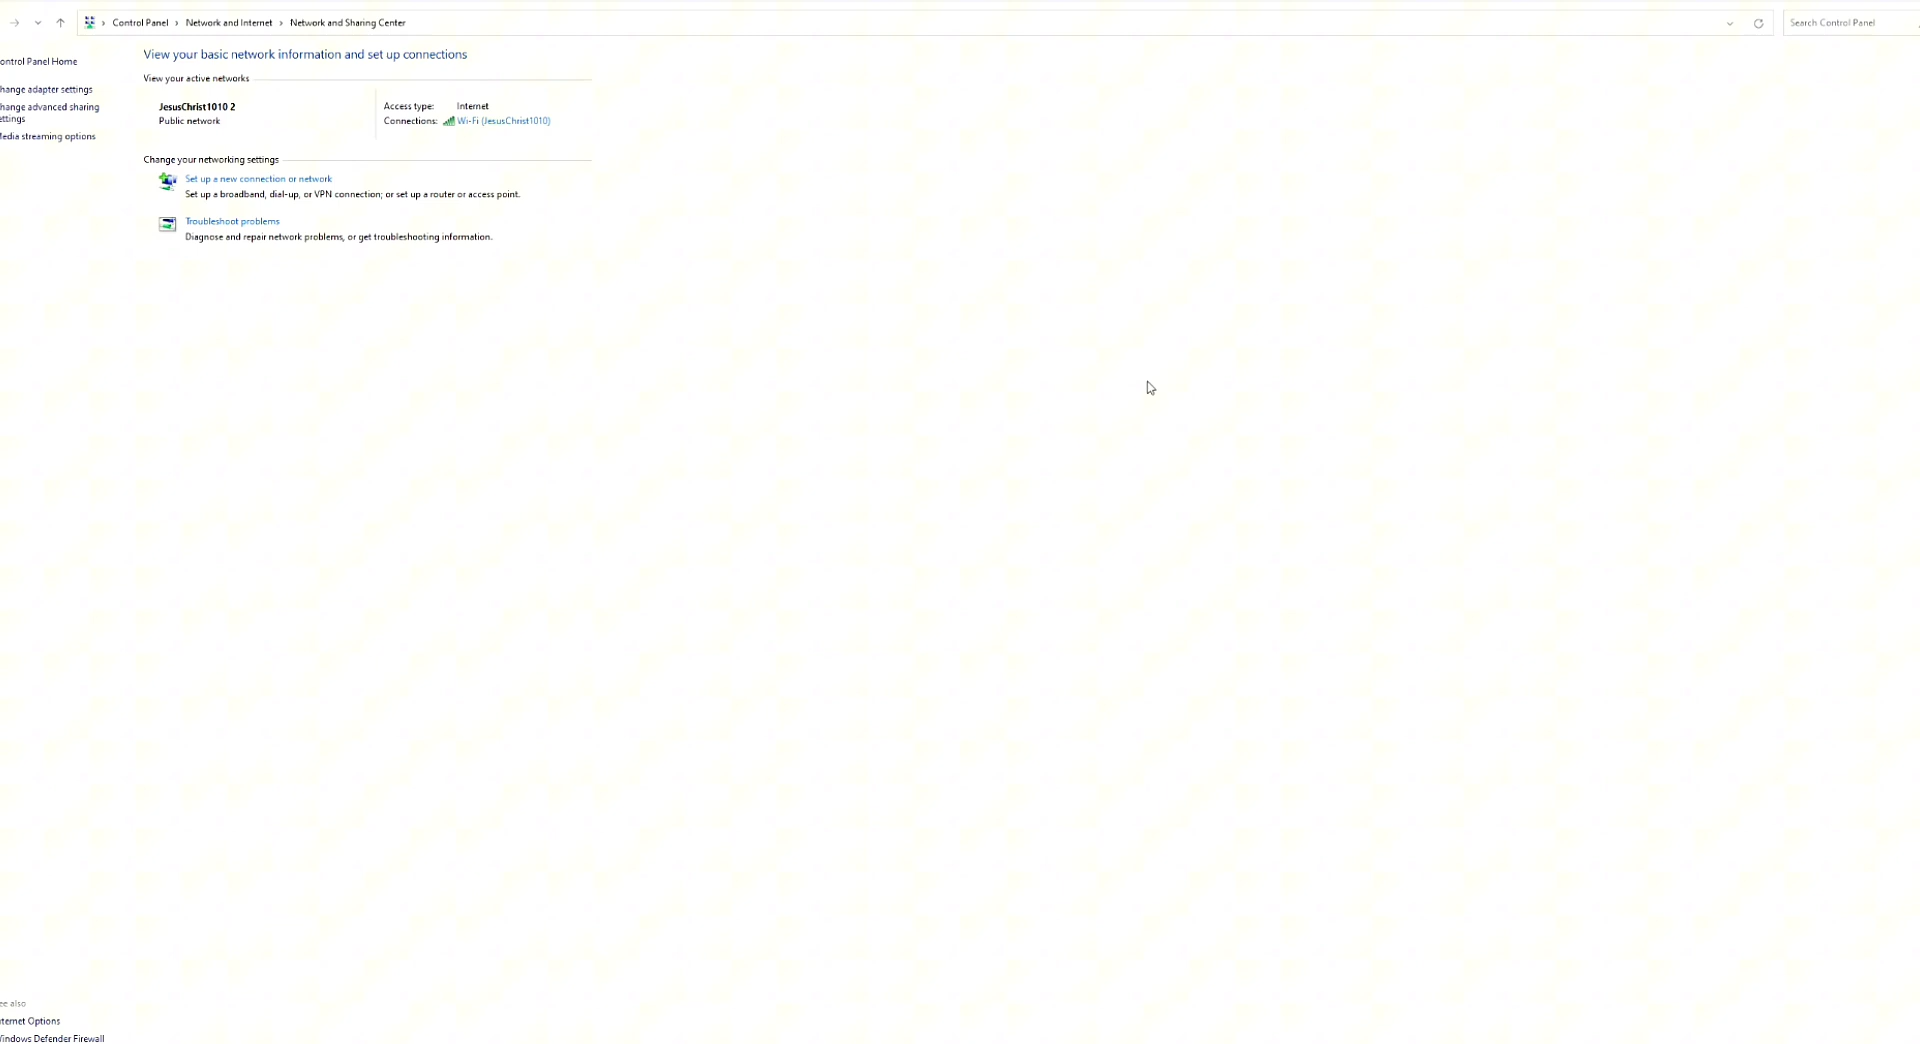 Control Panel > Network and Internet > Network and Sharing Center
Search Control Panel
ontrol Panel Home
hange adapter settings
hange advanced sharing
ettings
Media streaming options
View your basic network information and set up connections
View your active networks
JesusChrist1010 2
Public network
Access type: Internet
Connections: Wi-Fi (JesusChrist1010)
Change your networking settings
Set up a new connection or network
Set up a broadband, dial-up, or VPN connection; or set up a router or access point.
Troubleshoot problems
Diagnose and repair network problems, or get troubleshooting information.
ee also
nternet Options
Windows Defender Firewall